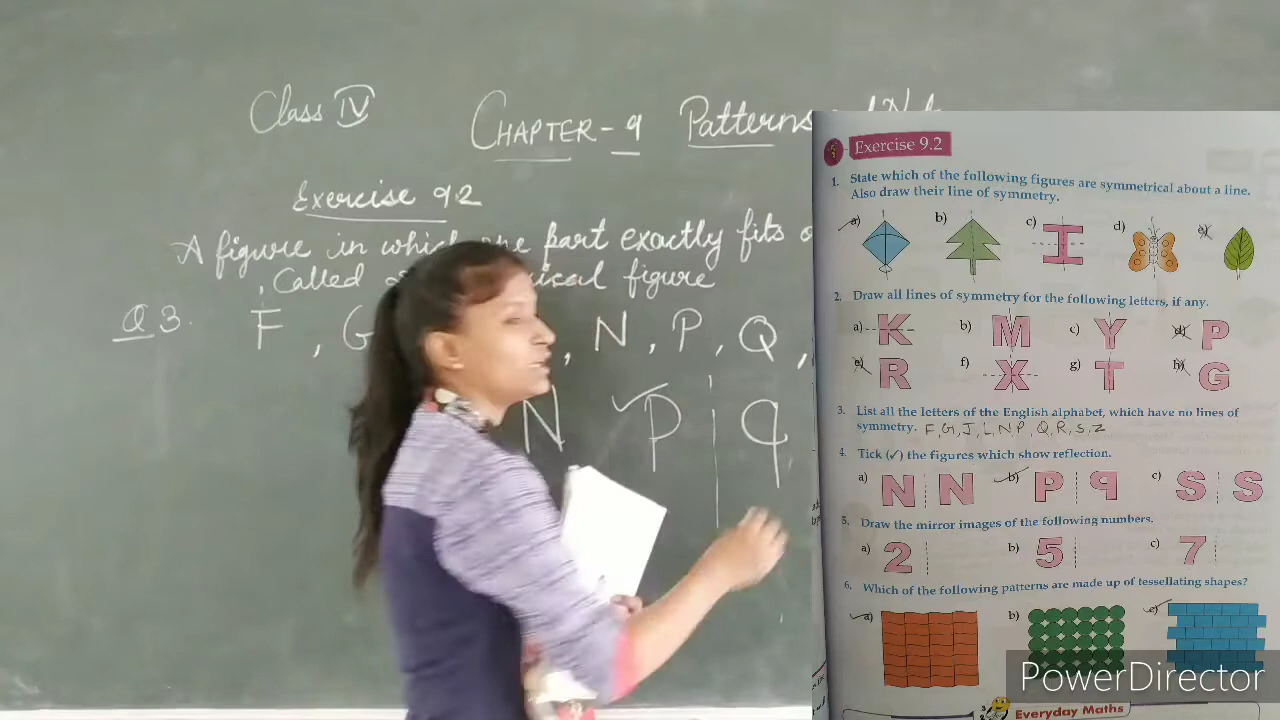 Class IV
CHAPTER-9 Patterns
Exercise 9.2
A figure in which one part exactly fits
Called figure
Q3. F, G , N, P, Q,
N P q
Exercise 9.2
1. State which of the following figures are symmetrical about a line.
Also draw their line of symmetry.
a) b) c) d) e)
2. Draw all lines of symmetry for the following letters, if any.
a) K b) M c) Y d) P
e) R f) X g) T h) G
3. List all the letters of the English alphabet, which have no lines of
symmetry. F, G, J, L, N, P, Q, R, S, Z
4. Tick (✓) the figures which show reflection.
a) N N b) P q c) S S
5. Draw the mirror images of the following numbers.
a) 2 b) 5 c) 7
6. Which of the following patterns are made up of tessellating shapes?
a) b) c)
PowerDirector
Everyday Maths